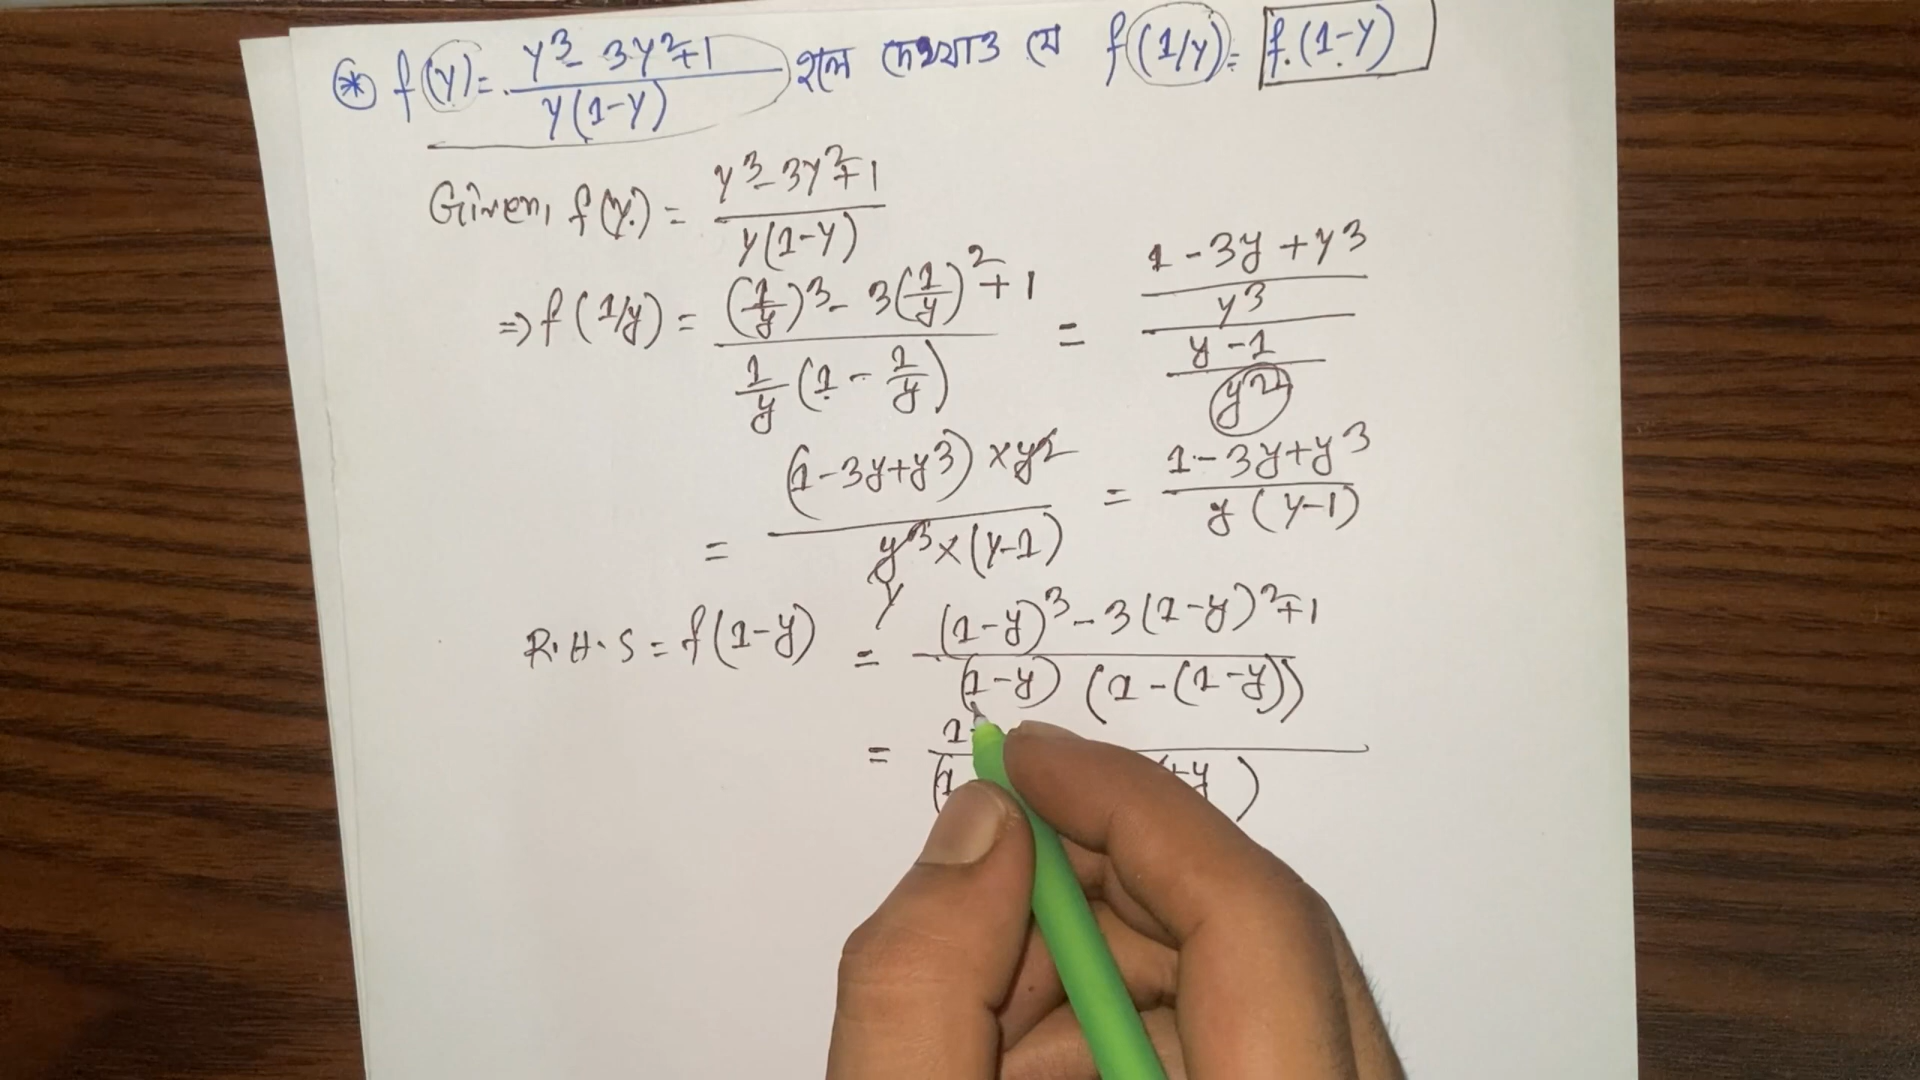 ⊛ f(y) = y³-3y²+1 / y(1-y) হলে দেখাও যে f(1/y) = f(1-y)
Given, f(y) = y³-3y²+1 / y(1-y)
⇒ f(1/y) = (1/y)³ - 3(1/y)²+1 / 1/y (1 - 1/y) = 1-3y+y³ / y³ / y-1 / y²
= (1-3y+y³) × y² / y³ × (y-1) = 1-3y+y³ / y(y-1)
y
R.H.S = f(1-y) = (1-y)³-3(1-y)²+1 / (1-y) (1-(1-y))
= 1- / (1 +y)